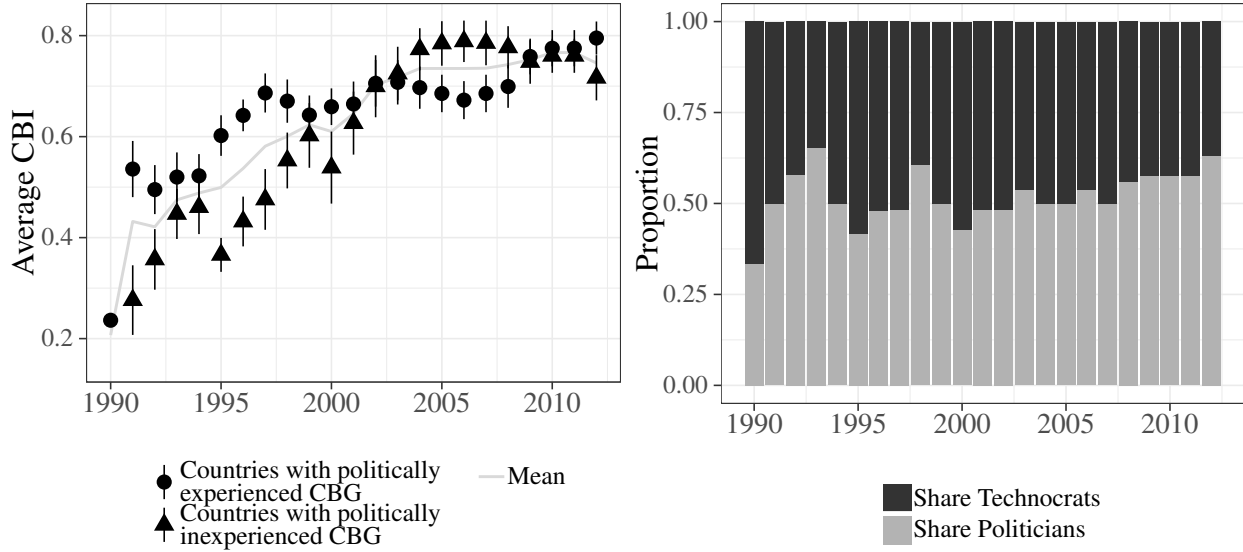 Average CBI
0.8
0.6
0.4
0.2
1990 1995 2000 2005 2010
Countries with politically
experienced CBG
Countries with politically
inexperienced CBG
Mean
Proportion
1.00
0.75
0.50
0.25
0.00
1990 1995 2000 2005 2010
Share Technocrats
Share Politicians